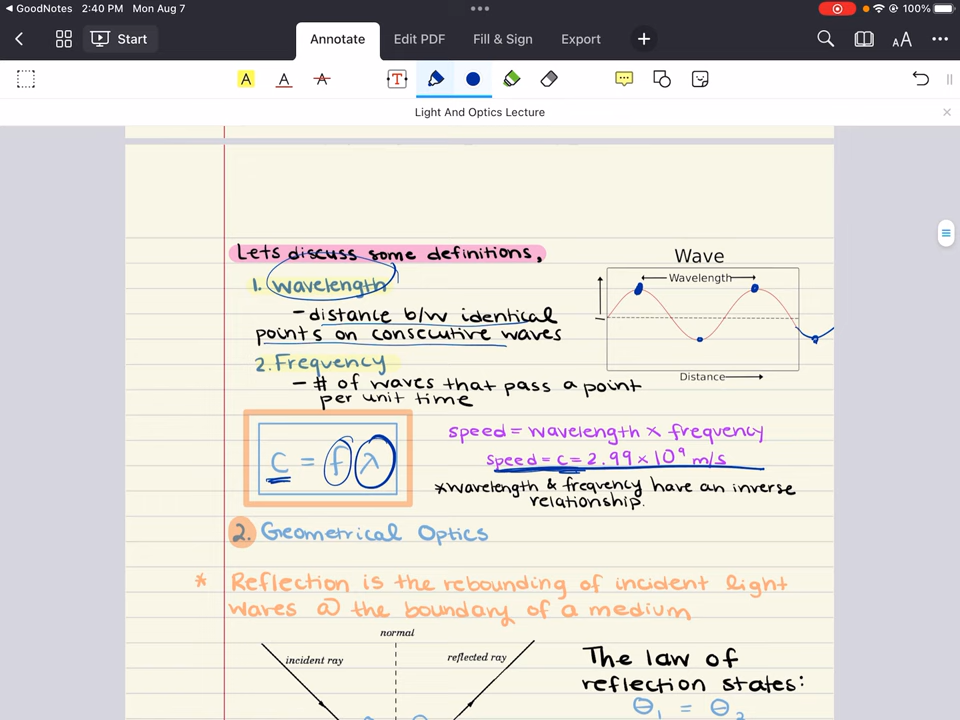 GoodNotes 2:40 PM Mon Aug 7 100%
Start Annotate Edit PDF Fill & Sign Export
A A A T
Light And Optics Lecture
Lets discuss some definitions,
1. Wavelength
- distance b/w identical
points on consecutive waves
2. Frequency
- # of waves that pass a point
per unit time
Wave
Wavelength
Distance
c = f λ
speed = wavelength × frequency
speed = c = 2.99 × 10⁹ m/s
*wavelength & frequency have an inverse
relationship.
2. Geometrical Optics
* Reflection is the rebounding of incident light
waves @ the boundary of a medium
normal
incident ray
reflected ray
The law of
reflection states:
θ₁ = θ₂